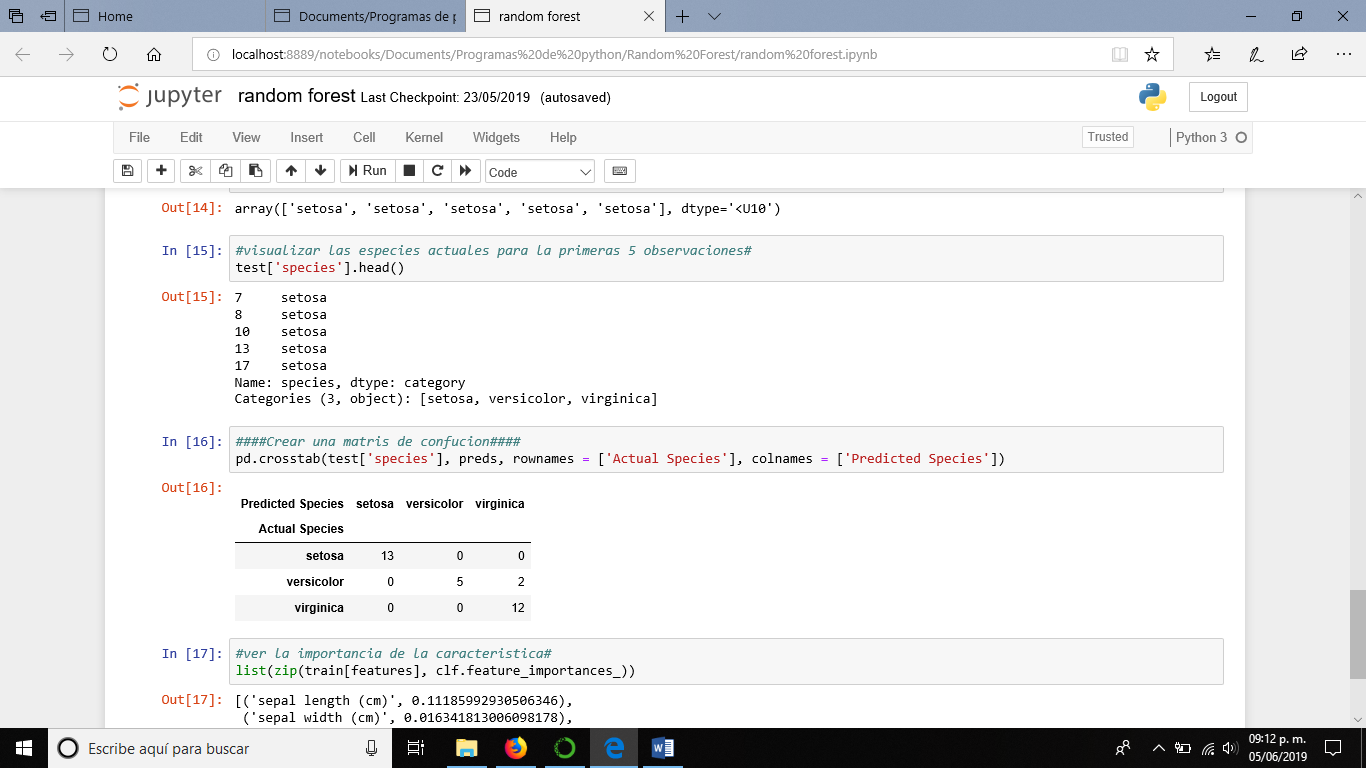 Home
Documents/Programas de p
random forest
localhost:8889/notebooks/Documents/Programas%20de%20python/Random%20Forest/random%20forest.ipynb
jupyter random forest Last Checkpoint: 23/05/2019 (autosaved)
Logout
File Edit View Insert Cell Kernel Widgets Help
Trusted
Python 3
Run
Code
Out[14]: array(['setosa', 'setosa', 'setosa', 'setosa', 'setosa'], dtype='<U10')
In [15]: #visualizar las especies actuales para la primeras 5 observaciones#
test['species'].head()
Out[15]: 7 setosa
8 setosa
10 setosa
13 setosa
17 setosa
Name: species, dtype: category
Categories (3, object): [setosa, versicolor, virginica]
In [16]: ####Crear una matris de confucion####
pd.crosstab(test['species'], preds, rownames = ['Actual Species'], colnames = ['Predicted Species'])
Out[16]:
Predicted Species setosa versicolor virginica
Actual Species
setosa 13 0 0
versicolor 0 5 2
virginica 0 0 12
In [17]: #ver la importancia de la caracteristica#
list(zip(train[features], clf.feature_importances_))
Out[17]: [('sepal length (cm)', 0.11185992930506346),
('sepal width (cm)', 0.016341813006098178),
Escribe aquí para buscar
09:12 p. m.
05/06/2019